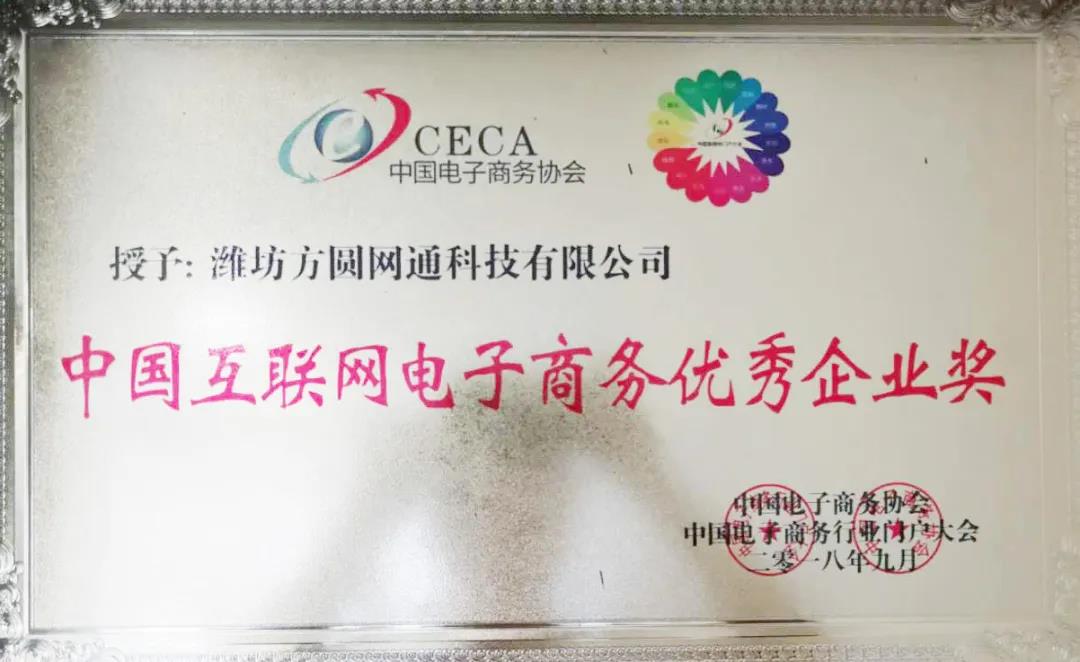 CECA
中国电子商务协会
授予: 潍坊方圆网通科技有限公司
中国互联网电子商务优秀企业奖
中国电子商务协会
中国电子商务行业门户大会
二零一八年九月